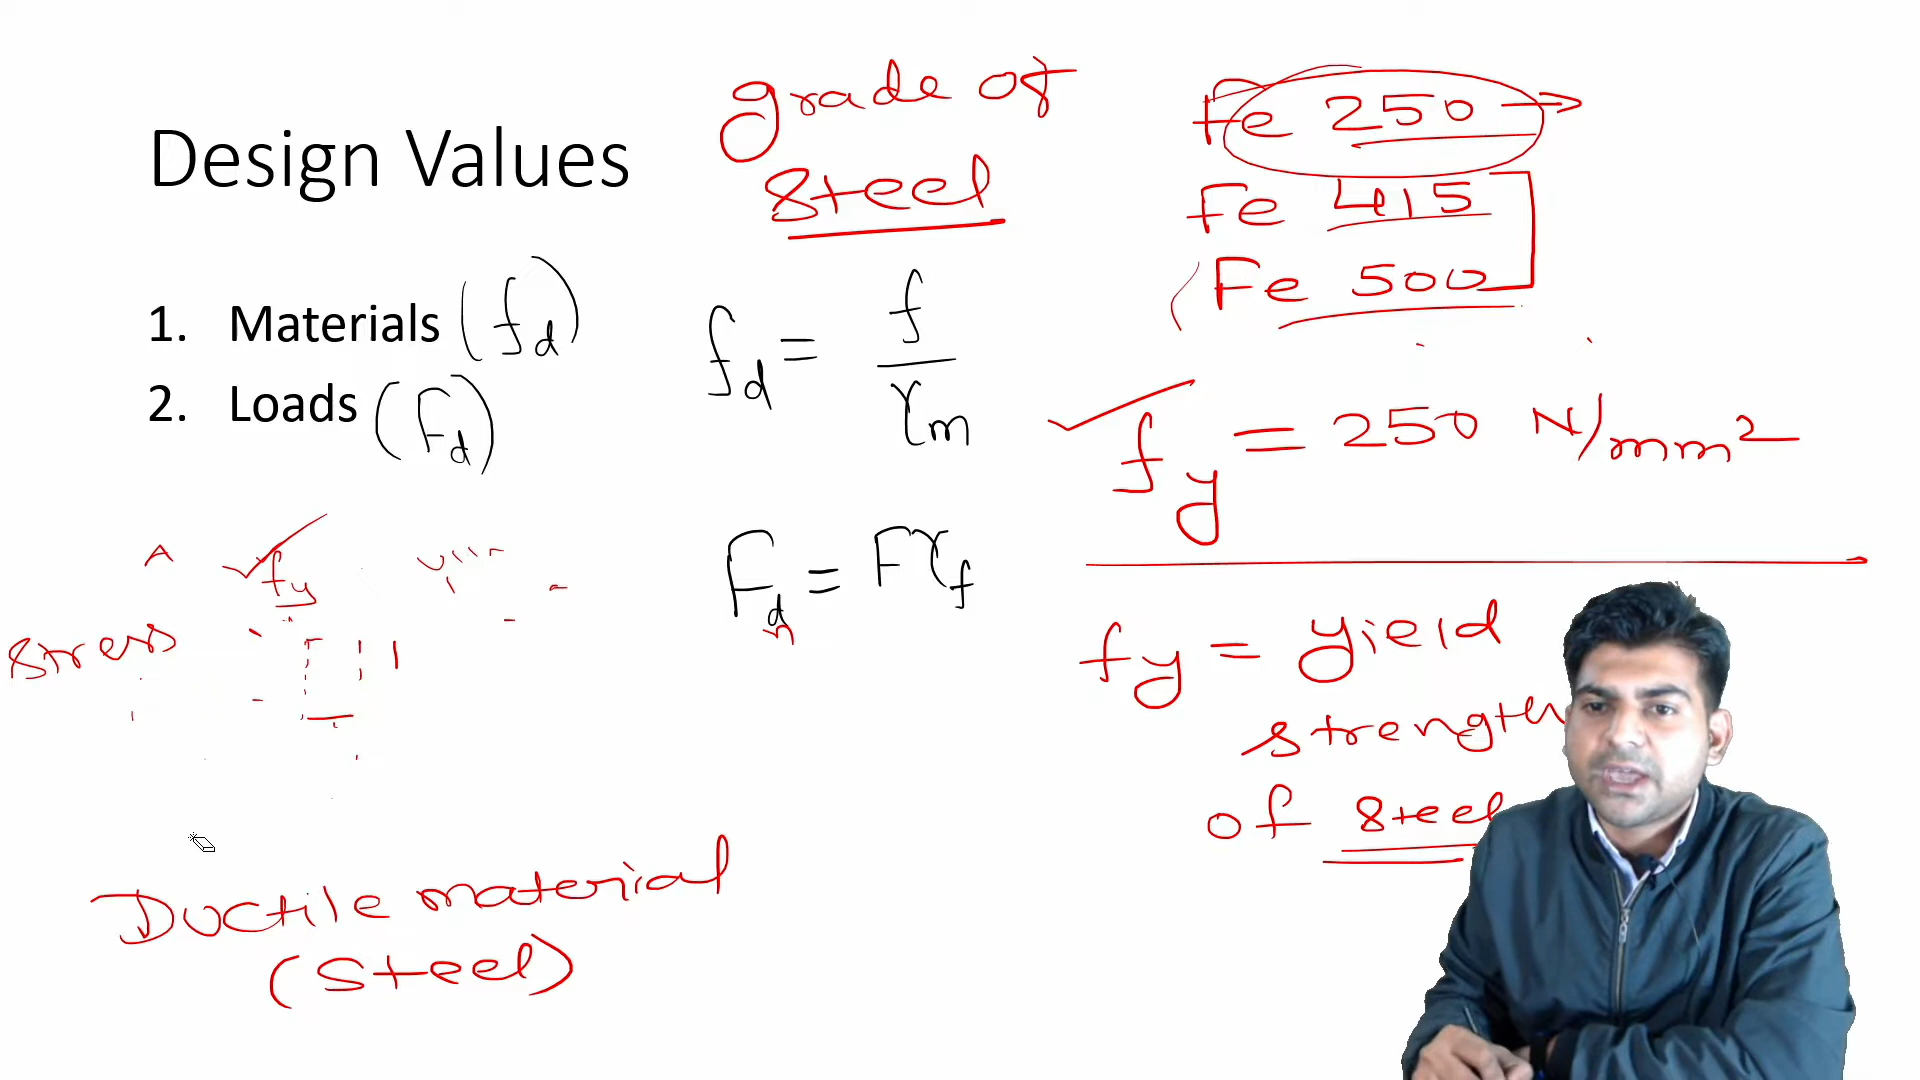 Design Values
grade of
steel
Fe 250 →
Fe 415
Fe 500
1. Materials (fd)
2. Loads (Fd)
fd = f/γm
Fd = Fγf
fy = 250 N/mm²
fy
stress
fy = yield
strength
of steel
Ductile material
(steel)